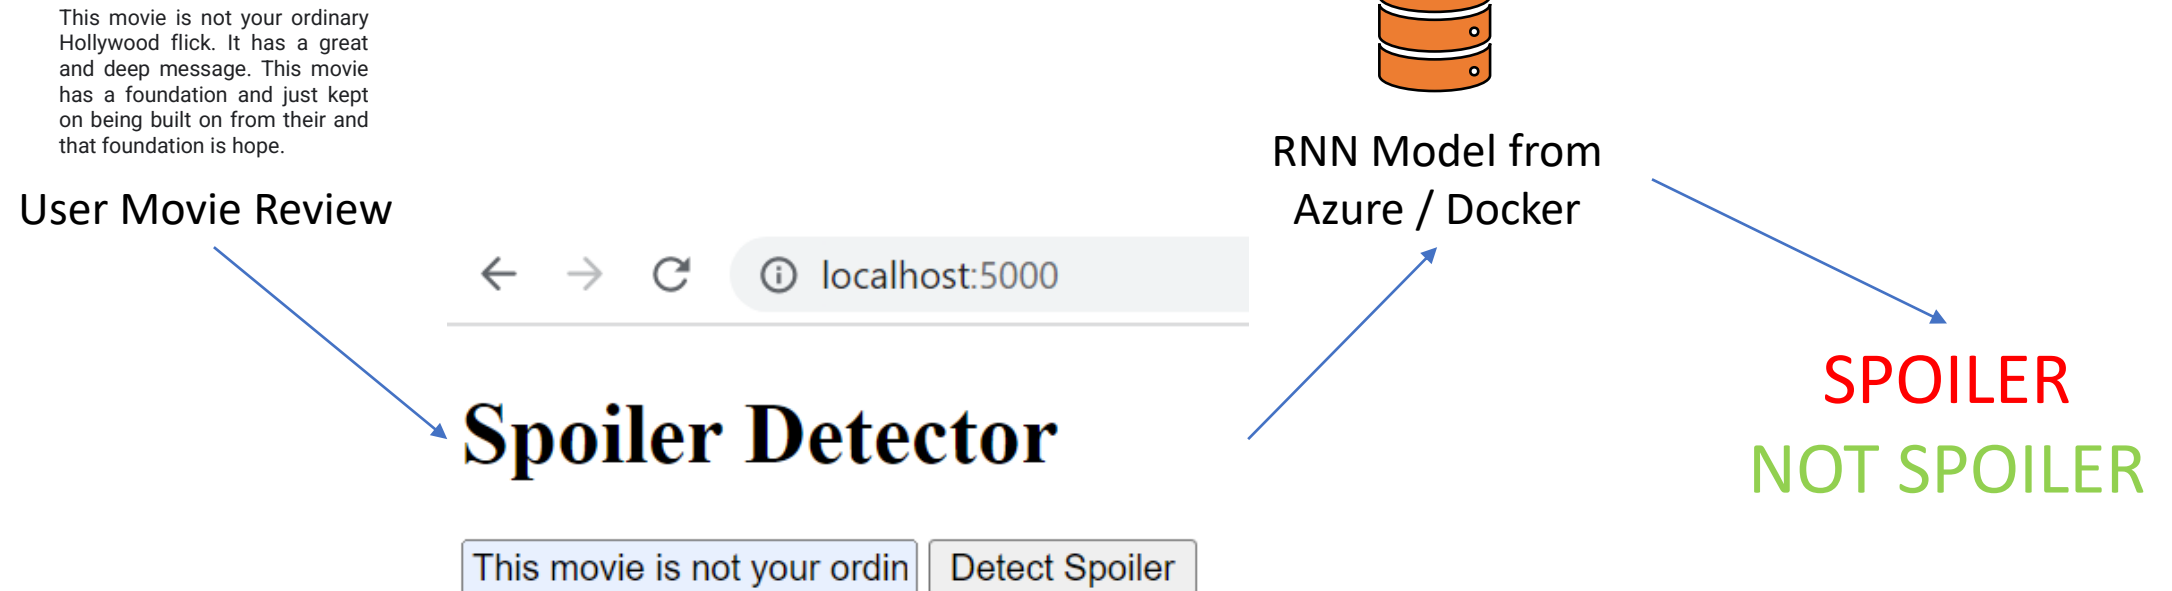 This movie is not your ordinary
Hollywood flick. It has a great
and deep message. This movie
has a foundation and just kept
on being built on from their and
that foundation is hope.
User Movie Review
localhost:5000
Spoiler Detector
This movie is not your ordin
Detect Spoiler
RNN Model from
Azure / Docker
SPOILER
NOT SPOILER